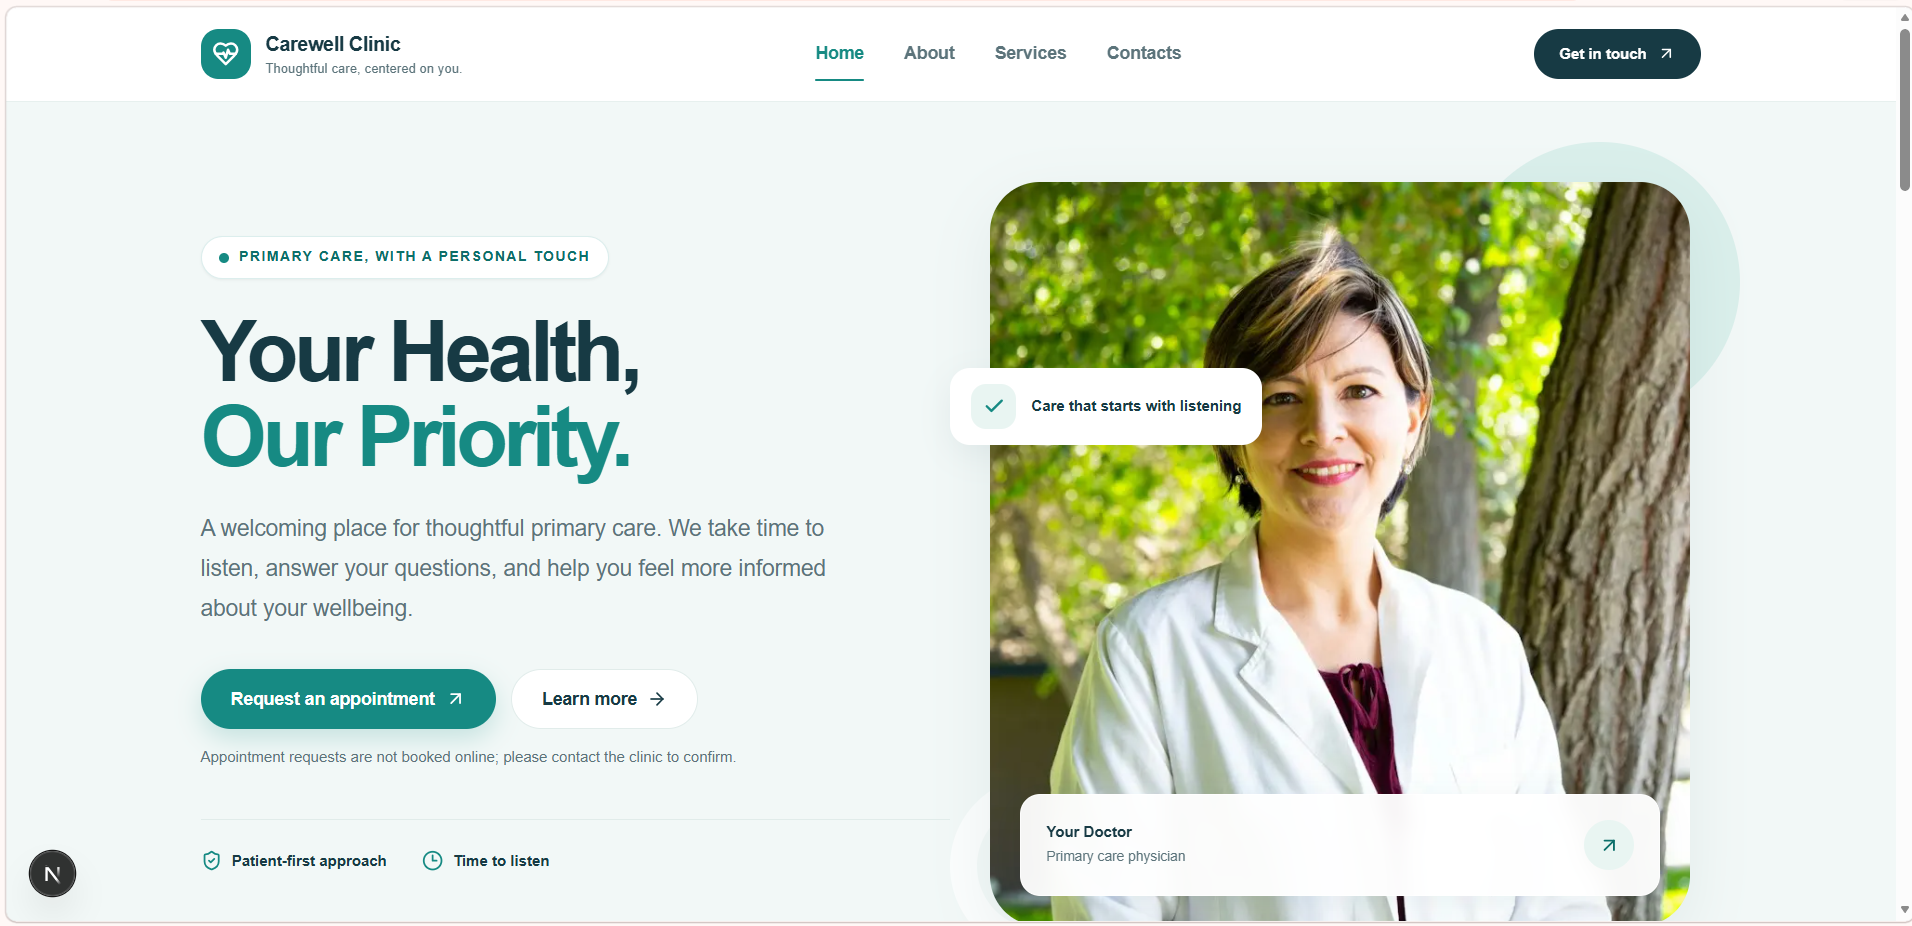 Carewell Clinic
Thoughtful care, centered on you.
Home
About
Services
Contacts
Get in touch
PRIMARY CARE, WITH A PERSONAL TOUCH
Your Health,
Our Priority.
A welcoming place for thoughtful primary care. We take time to
listen, answer your questions, and help you feel more informed
about your wellbeing.
Request an appointment
Learn more
Appointment requests are not booked online; please contact the clinic to confirm.
Patient-first approach
Time to listen
Care that starts with listening
Your Doctor
Primary care physician
N